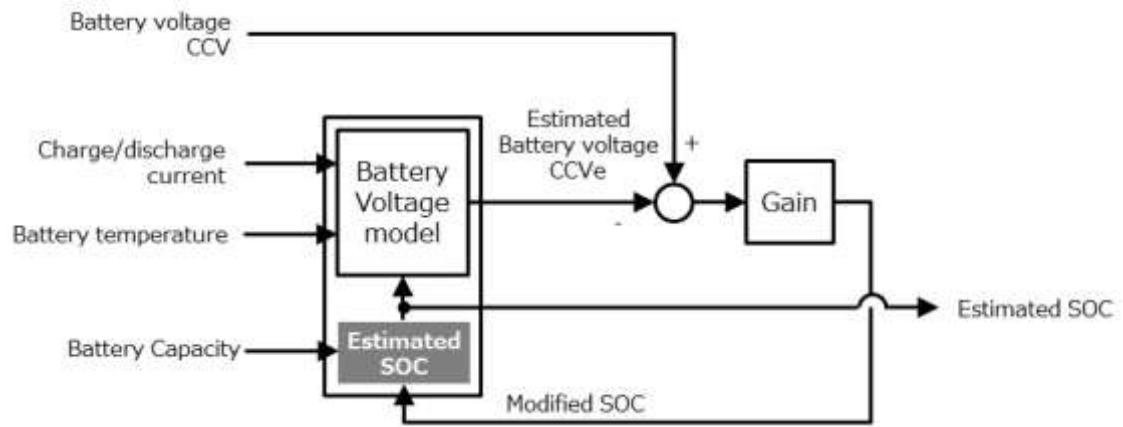 Battery voltage
CCV
Charge/discharge
current
Battery temperature
Battery Capacity
Battery
Voltage
model
Estimated
SOC
Estimated
Battery voltage
CCVe
+
-
Gain
Estimated SOC
Modified SOC